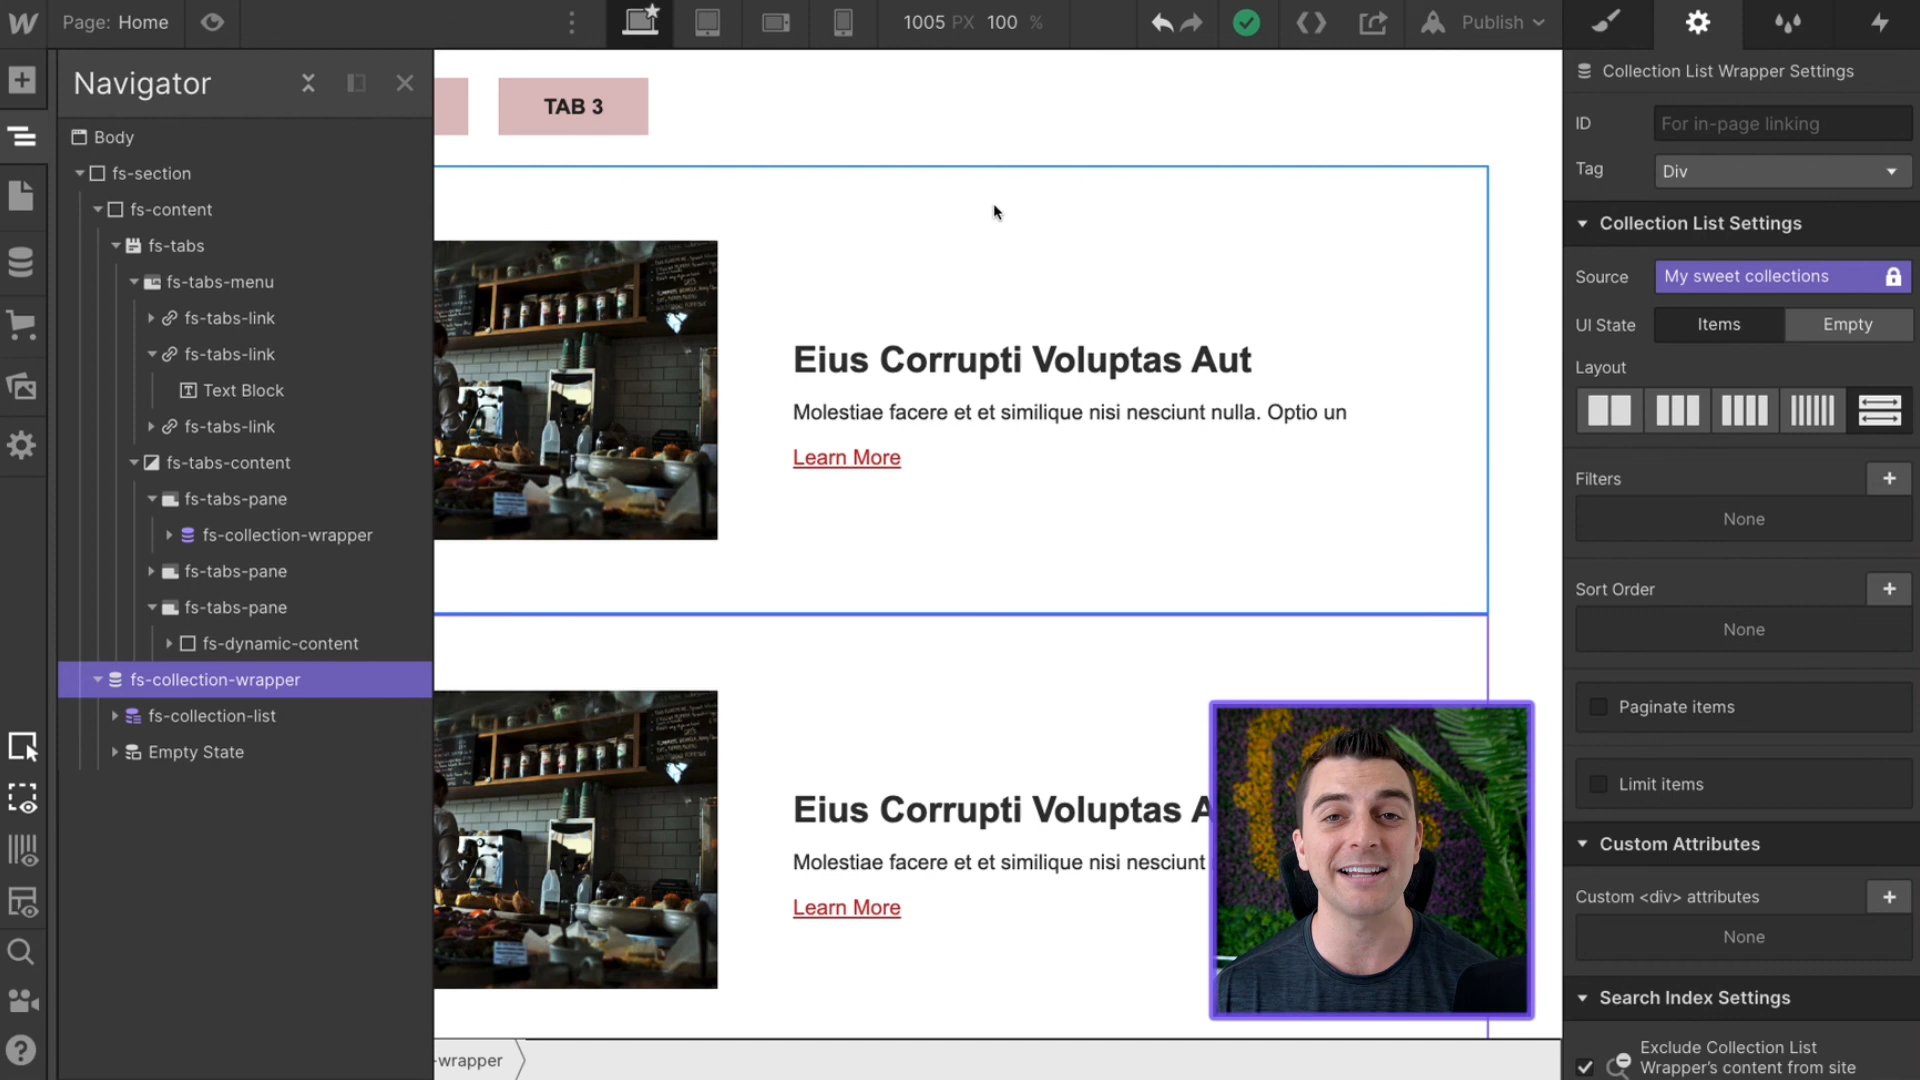 Page: Home
1005 PX 100 %
Publish
Navigator
Body
fs-section
fs-content
fs-tabs
fs-tabs-menu
fs-tabs-link
fs-tabs-link
Text Block
fs-tabs-link
fs-tabs-content
fs-tabs-pane
fs-collection-wrapper
fs-tabs-pane
fs-tabs-pane
fs-dynamic-content
fs-collection-wrapper
fs-collection-list
Empty State
TAB 3
Eius Corrupti Voluptas Aut
Molestiae facere et et similique nisi nesciunt nulla. Optio un
Learn More
Eius Corrupti Voluptas A
Molestiae facere et et similique nisi nesciunt
Learn More
-wrapper
Collection List Wrapper Settings
ID For in-page linking
Tag Div
Collection List Settings
Source My sweet collections
UI State Items Empty
Layout
Filters
None
Sort Order
None
Paginate items
Limit items
Custom Attributes
Custom <div> attributes
None
Search Index Settings
Exclude Collection List
Wrapper's content from site